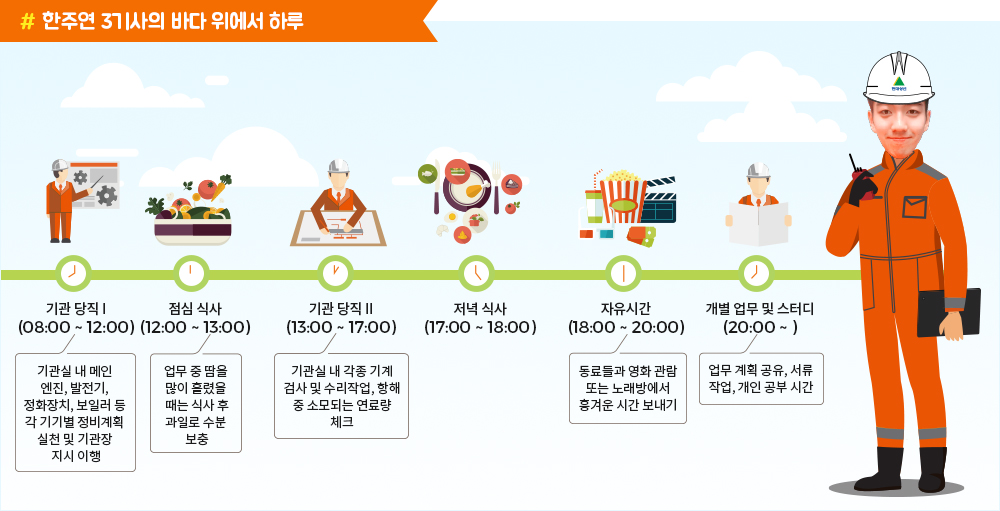 # 한주연 3기사의 바다 위에서 하루
현대상선
기관 당직 I
(08:00 ~ 12:00)
기관실 내 메인
엔진, 발전기,
정화장치, 보일러 등
각 기기별 정비계획
실천 및 기관장
지시 이행
점심 식사
(12:00 ~ 13:00)
업무 중 땀을
많이 흘렸을
때는 식사 후
과일로 수분
보충
기관 당직 II
(13:00 ~ 17:00)
기관실 내 각종 기계
검사 및 수리작업, 항해
중 소모되는 연료량
체크
저녁 식사
(17:00 ~ 18:00)
자유시간
(18:00 ~ 20:00)
동료들과 영화 관람
또는 노래방에서
흥겨운 시간 보내기
개별 업무 및 스터디
(20:00 ~ )
업무 계획 공유, 서류
작업, 개인 공부 시간